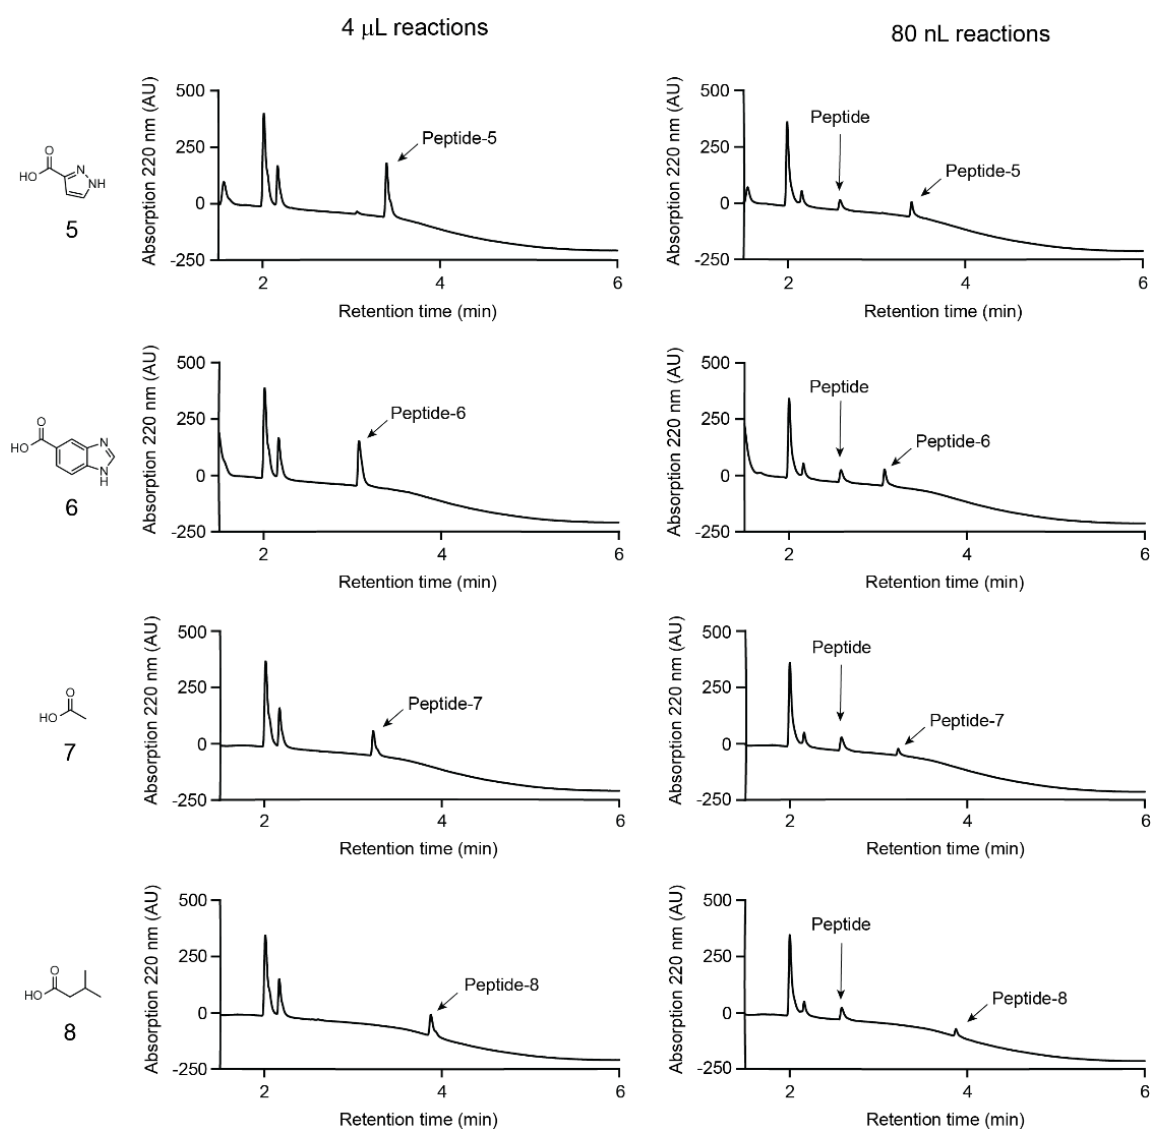 4 μL reactions
80 nL reactions
Absorption 220 nm (AU)
500
250
0
-250
Peptide-5
2
4
6
Retention time (min)
Absorption 220 nm (AU)
500
250
0
-250
Peptide
Peptide-5
2
4
6
Retention time (min)
O
HO
N
NH
5
Absorption 220 nm (AU)
500
250
0
-250
Peptide-6
2
4
6
Retention time (min)
Absorption 220 nm (AU)
500
250
0
-250
Peptide
Peptide-6
2
4
6
Retention time (min)
O
HO
N
N
H
6
Absorption 220 nm (AU)
500
250
0
-250
Peptide-7
2
4
6
Retention time (min)
Absorption 220 nm (AU)
500
250
0
-250
Peptide
Peptide-7
2
4
6
Retention time (min)
O
HO
7
Absorption 220 nm (AU)
500
250
0
-250
Peptide-8
2
4
6
Retention time (min)
Absorption 220 nm (AU)
500
250
0
-250
Peptide
Peptide-8
2
4
6
Retention time (min)
O
HO
8